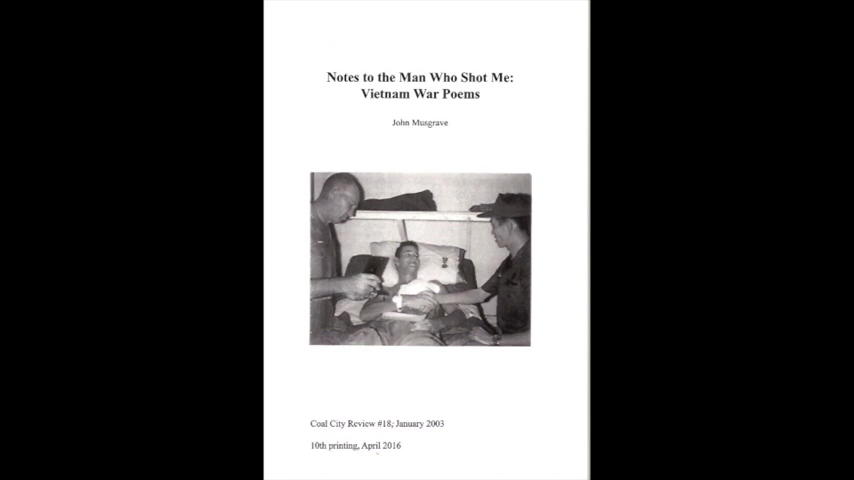 Notes to the Man Who Shot Me:
Vietnam War Poems
John Musgrave
Coal City Review #18; January 2003
10th printing, April 2016